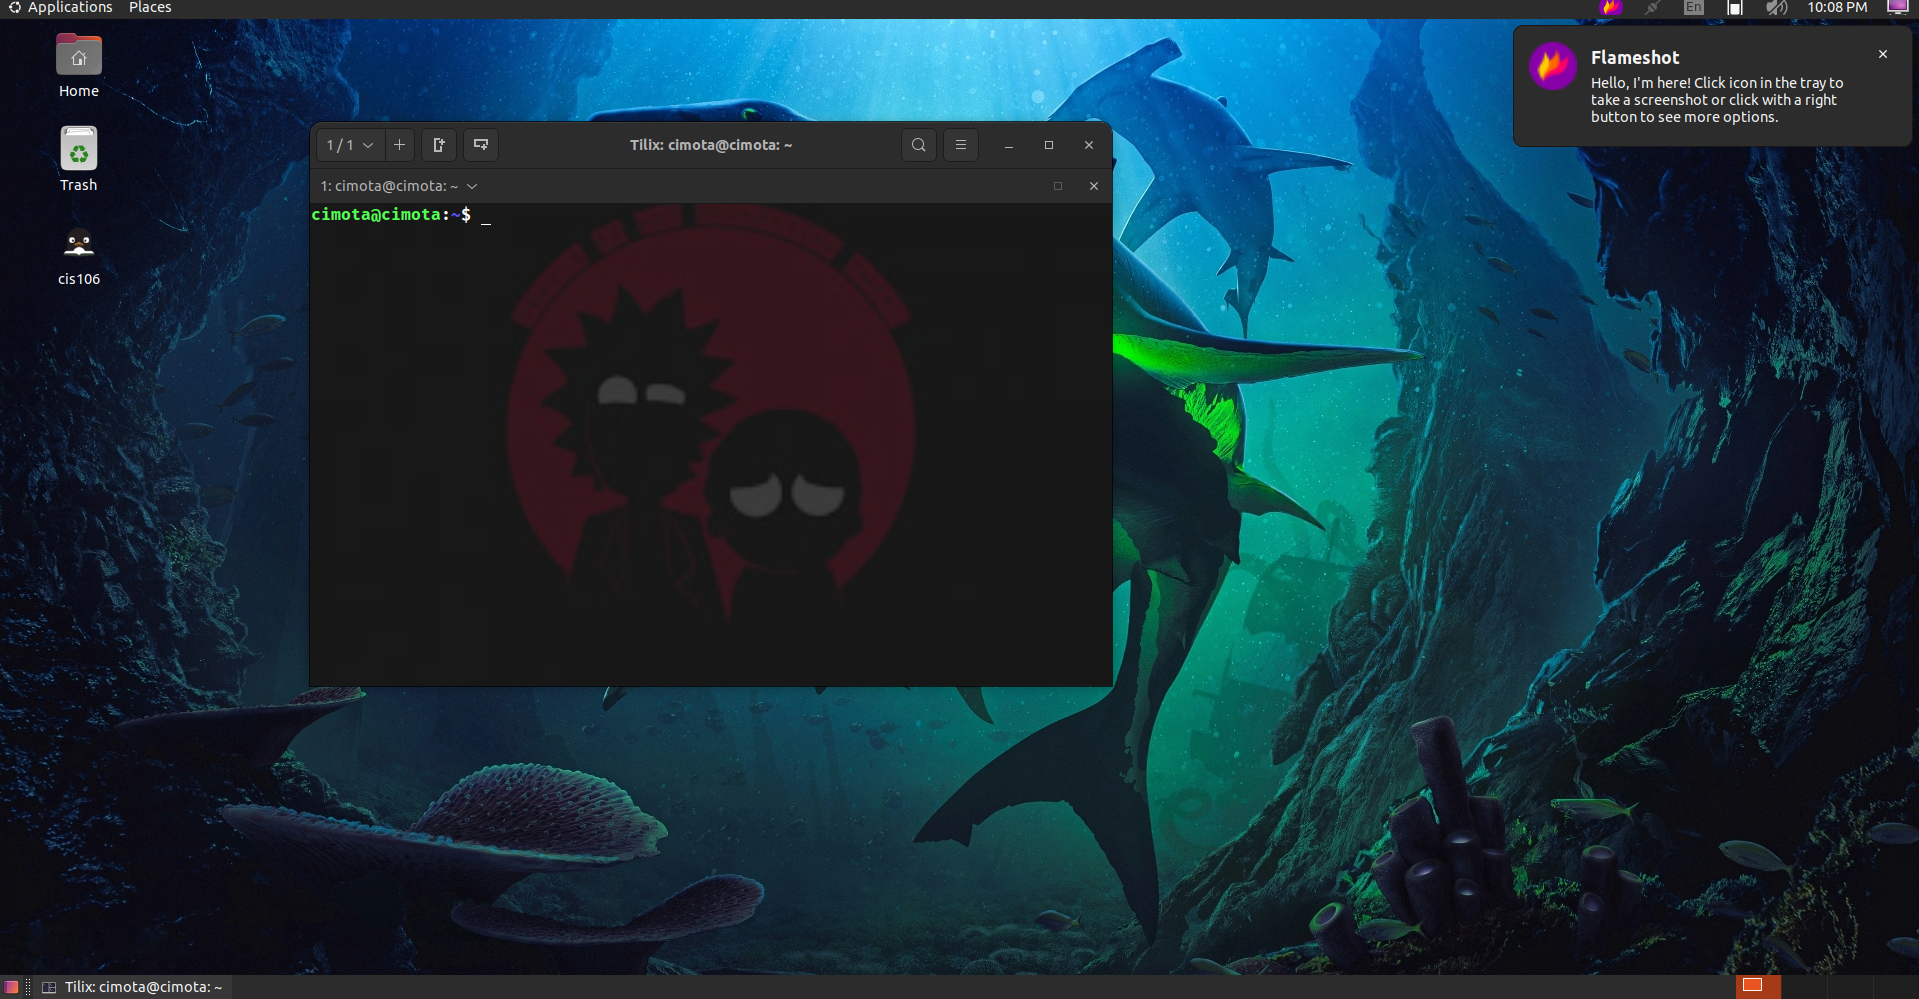 Applications Places En 10:08 PM
Home
Trash
cis106
Flameshot
Hello, I'm here! Click icon in the tray to
take a screenshot or click with a right
button to see more options.
1 / 1 Tilix: cimota@cimota: ~
1: cimota@cimota: ~
cimota@cimota:~$ _
Tilix: cimota@cimota: ~